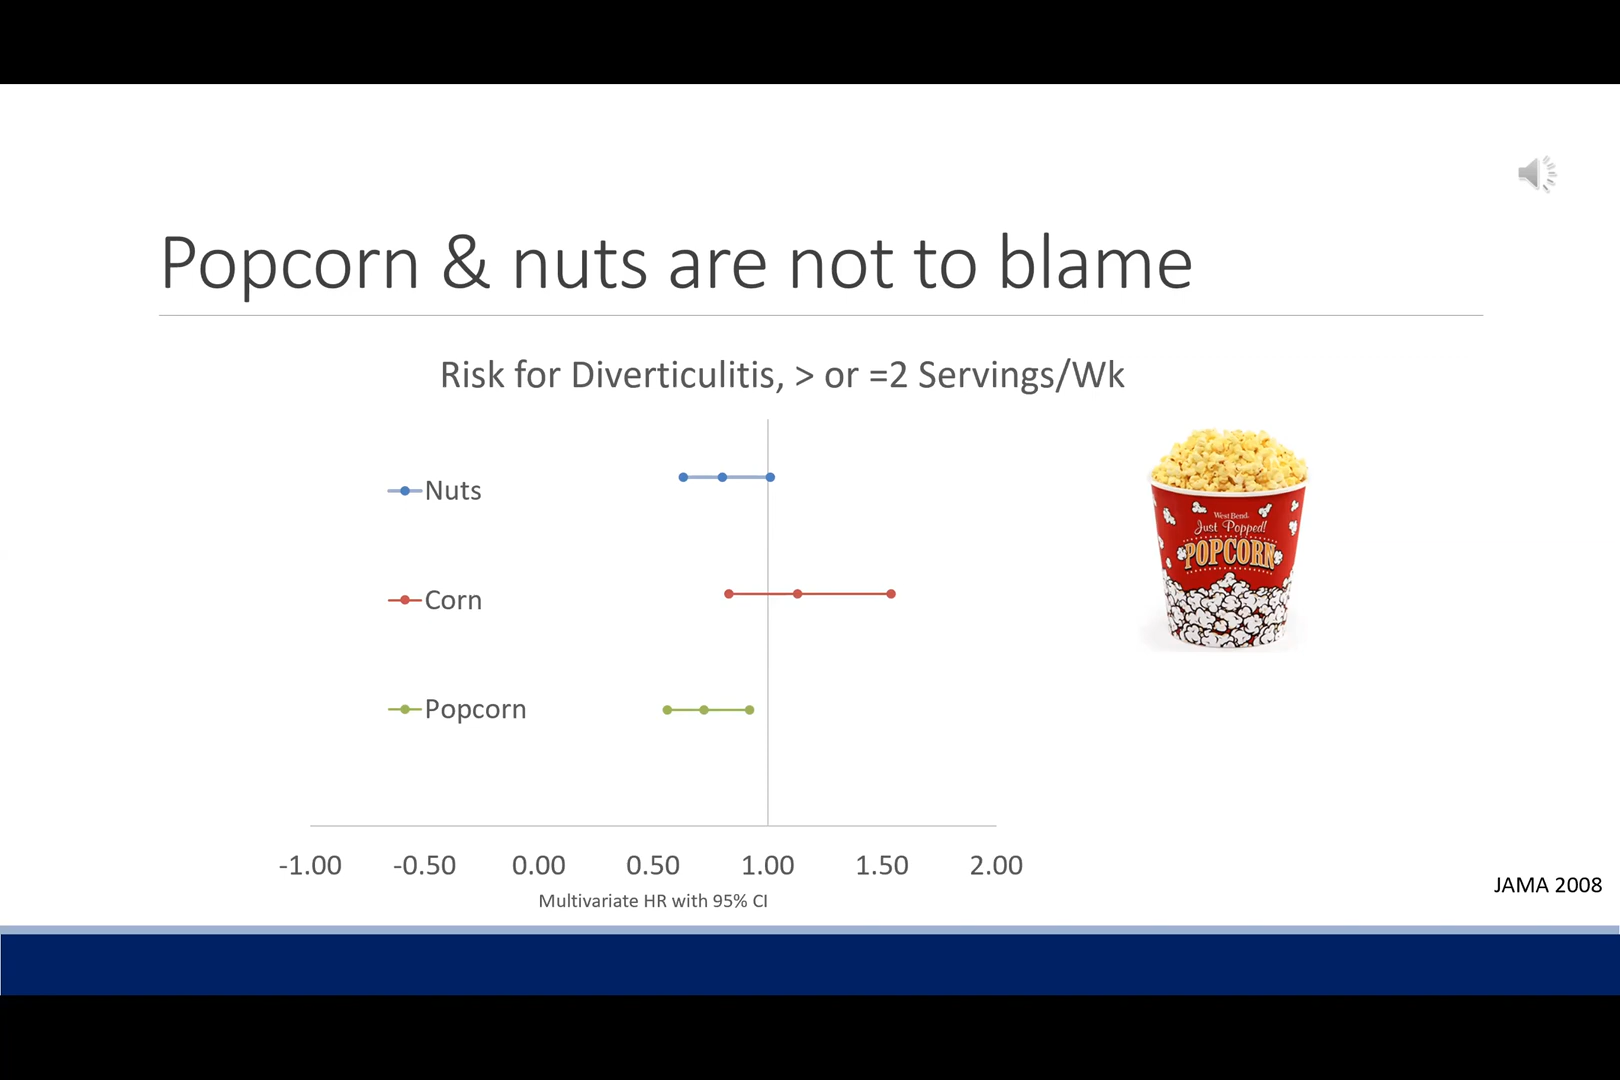 Popcorn & nuts are not to blame
Risk for Diverticulitis, > or =2 Servings/Wk
Nuts
Corn
Popcorn
West Bend
Just Popped!
POPCORN
-1.00 -0.50 0.00 0.50 1.00 1.50 2.00
Multivariate HR with 95% CI
JAMA 2008